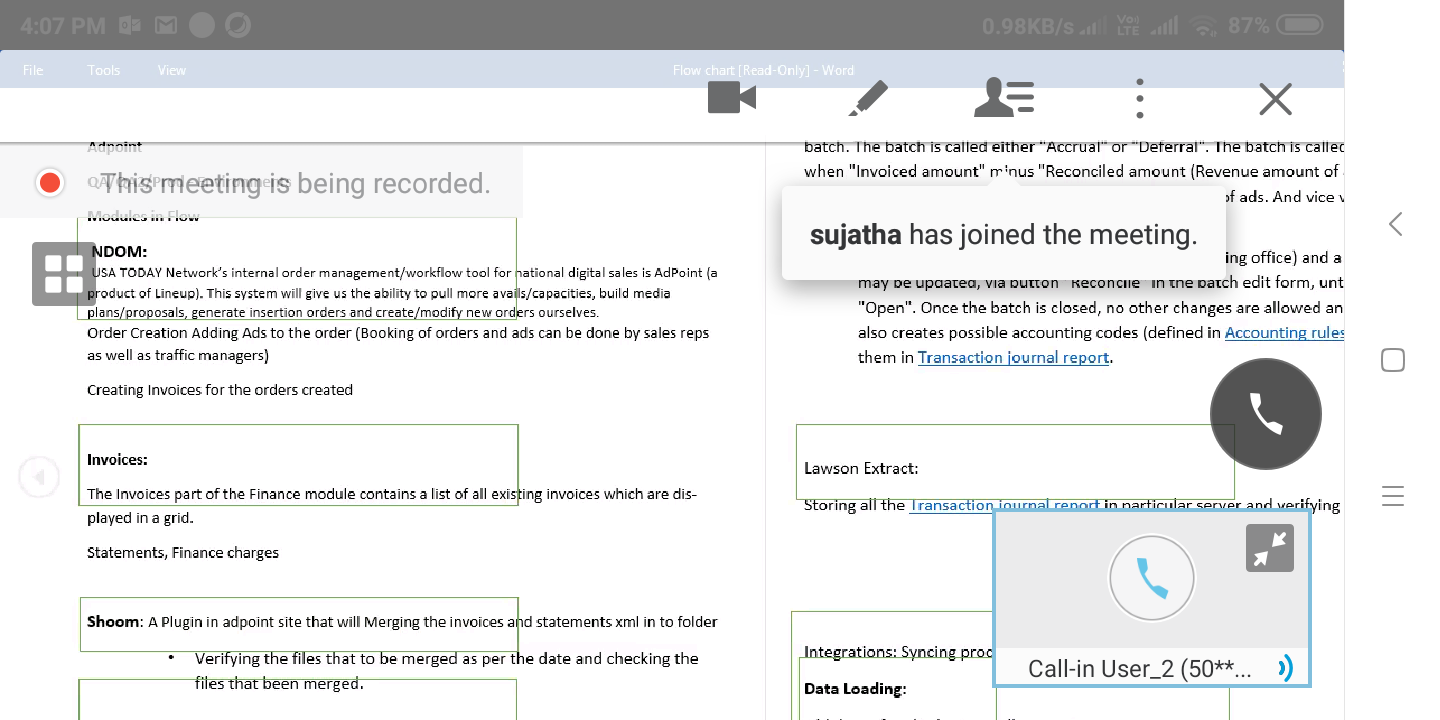 4:07 PM
0.98KB/s
Vo) LTE
87%
File Tools View
Flow chart [Read-Only] - Word
Adpoint
This meeting is being recorded.
Modules in Flow
NDOM:
USA TODAY Network's internal order management/workflow tool for national digital sales is AdPoint (a
product of Lineup). This system will give us the ability to pull more avails/capacities, build media
plans/proposals, generate insertion orders and create/modify new orders ourselves.
Order Creation Adding Ads to the order (Booking of orders and ads can be done by sales reps
as well as traffic managers)
Creating Invoices for the orders created
Invoices:
The Invoices part of the Finance module contains a list of all existing invoices which are dis-
played in a grid.
Statements, Finance charges
Shoom: A Plugin in adpoint site that will Merging the invoices and statements xml in to folder
• Verifying the files that to be merged as per the date and checking the
files that been merged.
batch. The batch is called either "Accrual" or "Deferral". The batch is called
when "Invoiced amount" minus "Reconciled amount (Revenue amount of
of ads. And vice v
sujatha has joined the meeting.
ing office) and a
may be updated, via button "Reconcile" in the batch edit form, unt
"Open". Once the batch is closed, no other changes are allowed an
also creates possible accounting codes (defined in Accounting rules
them in Transaction journal report.
Lawson Extract:
Storing all the Transaction journal report in particular server and verifying
Integrations: Syncing proc
Data Loading:
Call-in User_2 (50**...